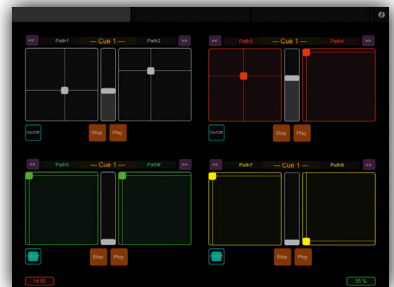 << Path1 --- Cue 1 --- Path2 >>
<< Path3 --- Cue 1 --- Path4 >>
On/Off Stop Play
On/Off Stop Play
<< Path5 --- Cue 1 --- Path6 >>
<< Path7 --- Cue 1 --- Path8 >>
Stop Play
Stop Play
14:50
35 %